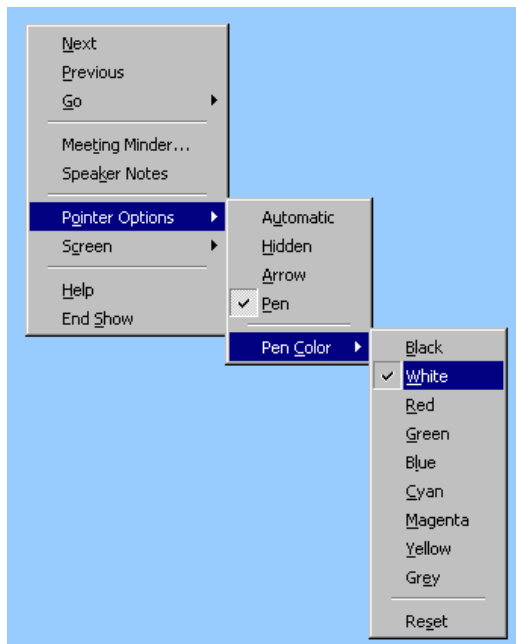 Next
Previous
Go
Meeting Minder...
Speaker Notes
Pointer Options
Screen
Help
End Show
Automatic
Hidden
Arrow
Pen
Pen Color
Black
White
Red
Green
Blue
Cyan
Magenta
Yellow
Grey
Reset